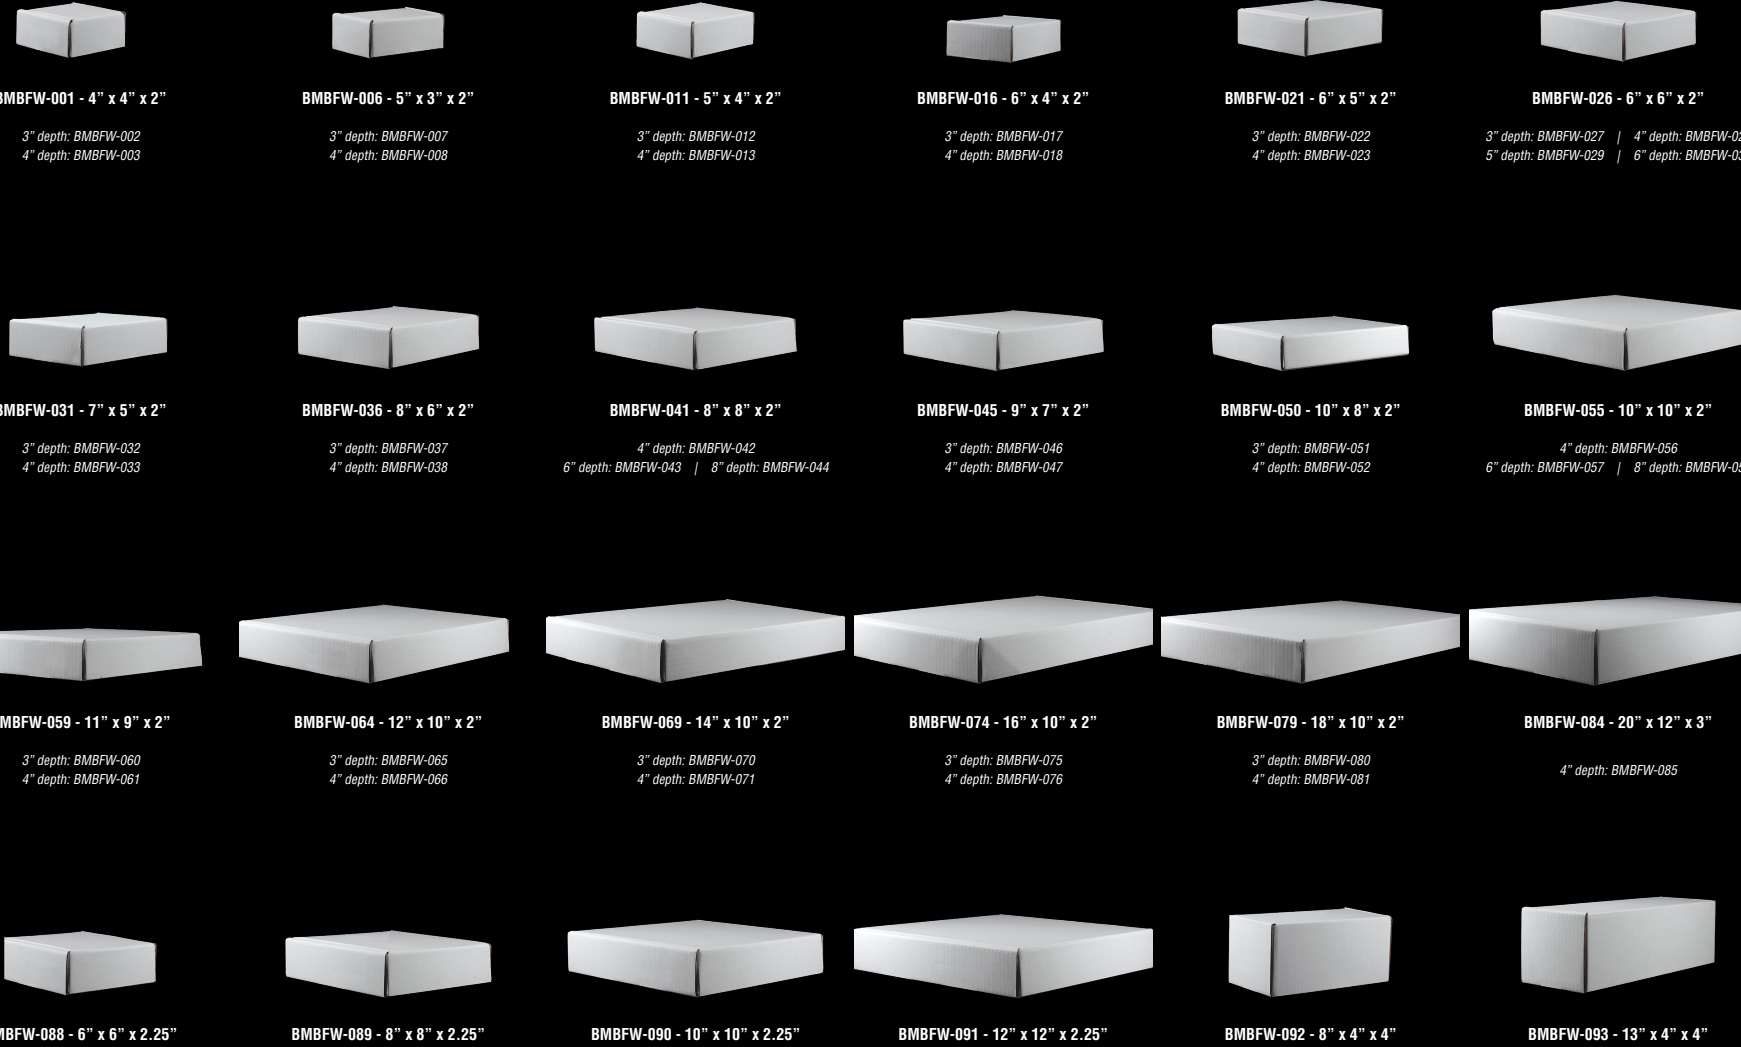 BMBFW-001 - 4” x 4” x 2”
3” depth: BMBFW-002
4” depth: BMBFW-003
BMBFW-006 - 5” x 3” x 2”
3” depth: BMBFW-007
4” depth: BMBFW-008
BMBFW-011 - 5” x 4” x 2”
3” depth: BMBFW-012
4” depth: BMBFW-013
BMBFW-016 - 6” x 4” x 2”
3” depth: BMBFW-017
4” depth: BMBFW-018
BMBFW-021 - 6” x 5” x 2”
3” depth: BMBFW-022
4” depth: BMBFW-023
BMBFW-026 - 6” x 6” x 2”
3” depth: BMBFW-027 | 4” depth:
5” depth: BMBFW-029 | 6” depth:
BMBFW-031 - 7” x 5” x 2”
3” depth: BMBFW-032
4” depth: BMBFW-033
BMBFW-036 - 8” x 6” x 2”
3” depth: BMBFW-037
4” depth: BMBFW-038
BMBFW-041 - 8” x 8” x 2”
4” depth: BMBFW-042
6” depth: BMBFW-043 | 8” depth: BMBFW-044
BMBFW-045 - 9” x 7” x 2”
3” depth: BMBFW-046
4” depth: BMBFW-047
BMBFW-050 - 10” x 8” x 2”
3” depth: BMBFW-051
4” depth: BMBFW-052
BMBFW-055 - 10” x 10” x 2”
4” depth: BMBFW-056
6” depth: BMBFW-057 | 8” depth:
MBFW-059 - 11” x 9” x 2”
3” depth: BMBFW-060
4” depth: BMBFW-061
BMBFW-064 - 12” x 10” x 2”
3” depth: BMBFW-065
4” depth: BMBFW-066
BMBFW-069 - 14” x 10” x 2”
3” depth: BMBFW-070
4” depth: BMBFW-071
BMBFW-074 - 16” x 10” x 2”
3” depth: BMBFW-075
4” depth: BMBFW-076
BMBFW-079 - 18” x 10” x 2”
3” depth: BMBFW-080
4” depth: BMBFW-081
BMBFW-084 - 20” x 12” x 3”
4” depth: BMBFW-085
MBFW-088 - 6” x 6” x 2.25”
BMBFW-089 - 8” x 8” x 2.25”
BMBFW-090 - 10” x 10” x 2.25”
BMBFW-091 - 12” x 12” x 2.25”
BMBFW-092 - 8” x 4” x 4”
BMBFW-093 - 13” x 4” x 4”